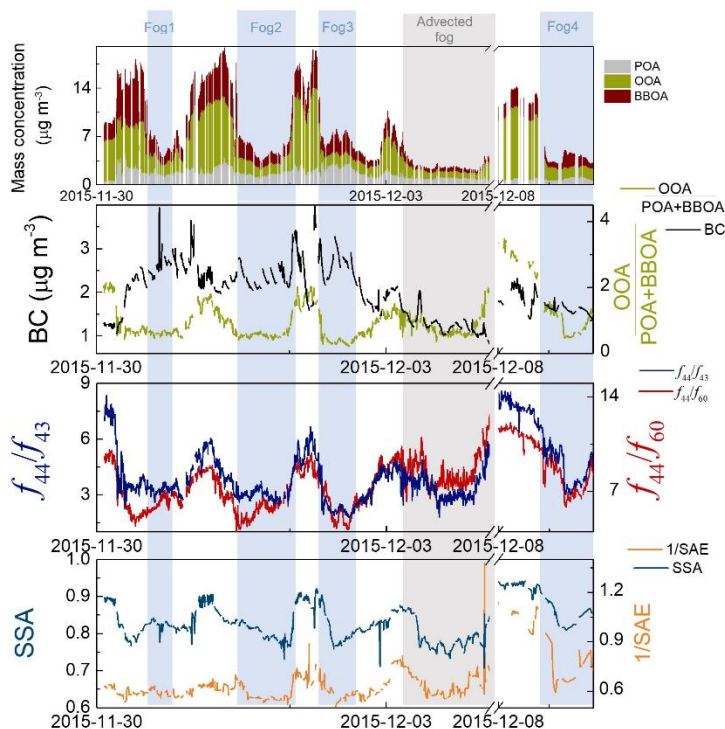 Fog1
Fog2
Fog3
Advected
fog
Fog4
Mass concentration
(μg m-3)
14
7
0
POA
OOA
BBOA
2015-11-30
2015-12-03
2015-12-08
OOA
POA+BBOA
BC
BC (μg m-3)
3
2
1
4
2
0
OOA
POA+BBOA
2015-11-30
2015-12-03
2015-12-08
f44/f43
f44/f60
f44/f43
9
6
3
14
7
f44/f60
2015-11-30
2015-12-03
2015-12-08
1/SAE
SSA
SSA
1.0
0.9
0.8
0.7
0.6
1.2
0.9
0.6
1/SAE
2015-11-30
2015-12-03
2015-12-08